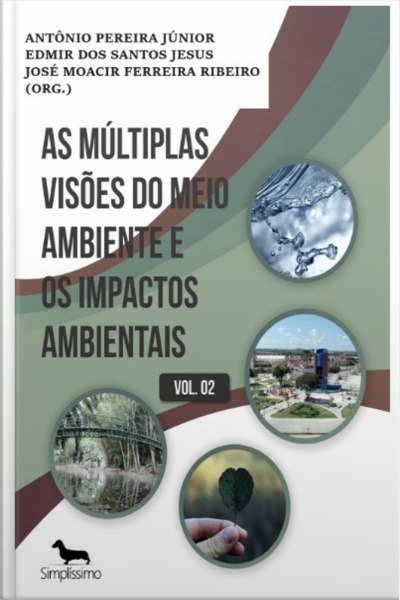 ANTÔNIO PEREIRA JÚNIOR
EDMIR DOS SANTOS JESUS
JOSÉ MOACIR FERREIRA RIBEIRO
(ORG.)
AS MÚLTIPLAS
VISÕES DO MEIO
AMBIENTE E
OS IMPACTOS
AMBIENTAIS
VOL. 02
Simplíssimo